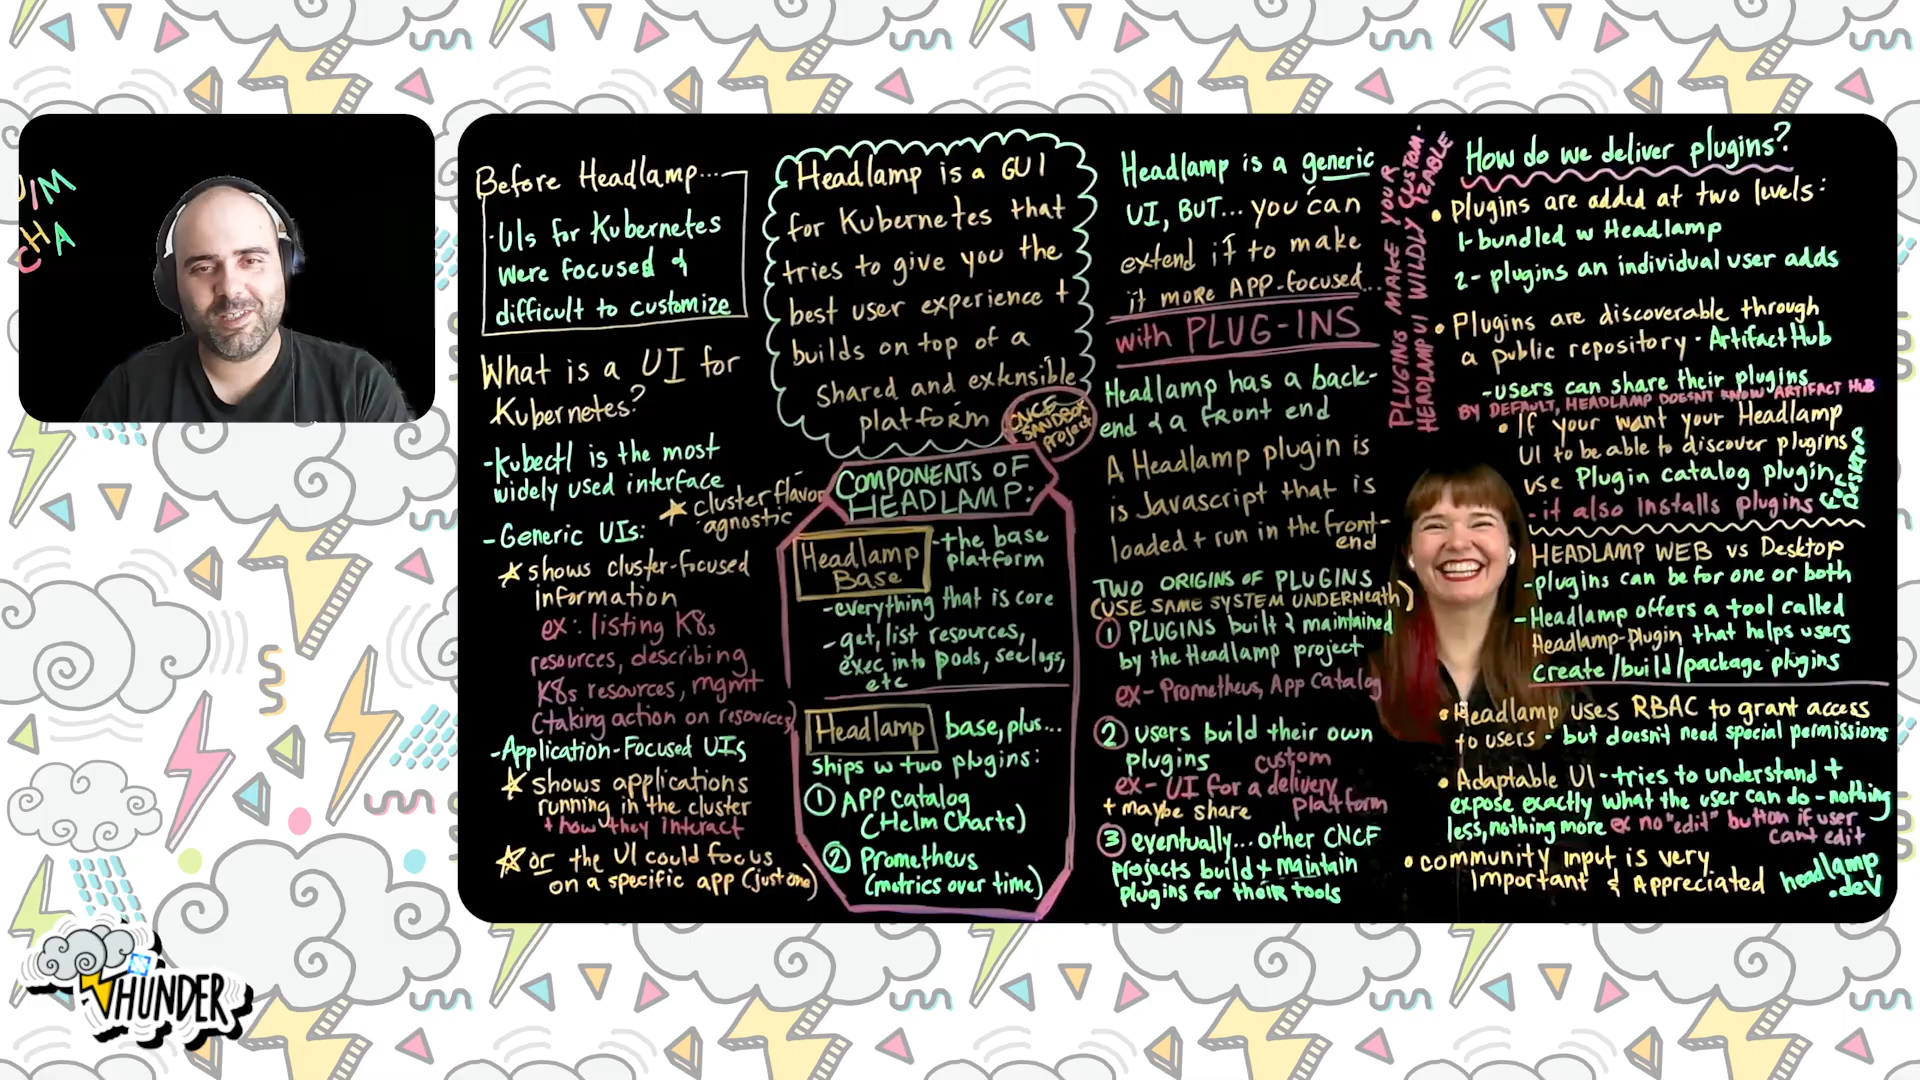 UIM
CHA
Before Headlamp...
·UIs for Kubernetes
were focused &
difficult to customize
What is a UI for
Kubernetes?
-Kubectl is the most
widely used interface
-Generic UIs:
cluster flavor
agnostic
shows cluster-focused
information
ex: listing K8s
resources, describing
K8s resources, mgmt
(taking action on resources)
-Application-Focused UIs
shows applications
running in the cluster
+ how they interact
or the UI could focus
on a specific app (just one)
Headlamp is a GUI
for Kubernetes that
tries to give you the
best user experience +
builds on top of a
Shared and extensible
platform
CNCF
SANDBOX
project
COMPONENTS OF
HEADLAMP:
Headlamp
Base
-the base
platform
-everything that is core
-get, list resources,
exec into pods, see logs,
etc
Headlamp base, plus...
ships w two plugins:
1 APP Catalog
(Helm Charts)
2 Prometheus
(metrics over time)
Headlamp is a generic
UI, BUT... you can
extend it to make
it more APP-focused...
with PLUG-INS
Headlamp has a back-
end & a front end
A Headlamp plugin is
is Javascript that is
loaded + run in the front-
end
TWO ORIGINS OF PLUGINS
(USE SAME SYSTEM UNDERNEATH)
1 PLUGINS built & maintained
by the Headlamp project
ex- Prometheus, App Catalog
2 users build their own
plugins custom
ex- UI for a delivery
platform
+ maybe share
3 eventually... other CNCF
projects build + maintain
plugins for their tools
PLUGINS MAKE YOUR
HEADLAMP UI WILDLY CUSTOM-
IZABLE
How do we deliver plugins?
• Plugins are added at two levels:
1-bundled w Headlamp
2- plugins an individual user adds
• Plugins are discoverable through
a public repository - ArtifactHub
-users can share their plugins
BY DEFAULT, HEADLAMP DOESNT KNOW ARTIFACT HUB
• If your want your Headlamp
UI to be able to discover plugins
use Plugin catalog plugin
DESKTOP
-it also installs plugins
HEADLAMP WEB vs Desktop
-plugins can be for one or both
-Headlamp offers a tool called
Headlamp-Plugin that helps users
create/build/package plugins
• Headlamp uses RBAC to grant access
to users - but doesn't need special permissions
• Adaptable UI-tries to understand +
expose exactly what the user can do - nothing
less, nothing more ex no "edit" button if user
cant edit
• community input is very
important & Appreciated
headlamp
.dev
THUNDER